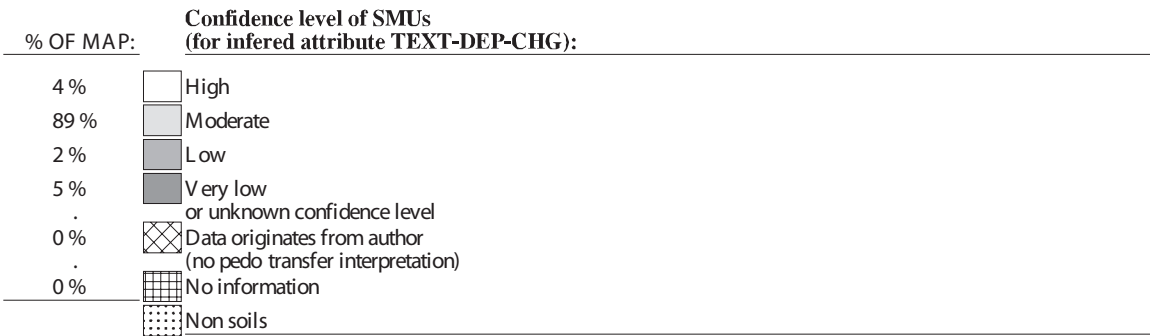 Confidence level of SMUs
% OF MAP: (for infered attribute TEXT-DEP-CHG):
4 % High
89 % Moderate
2 % Low
5 % Very low
. or unknown confidence level
0 % Data originates from author
. (no pedo transfer interpretation)
0 % No information
Non soils